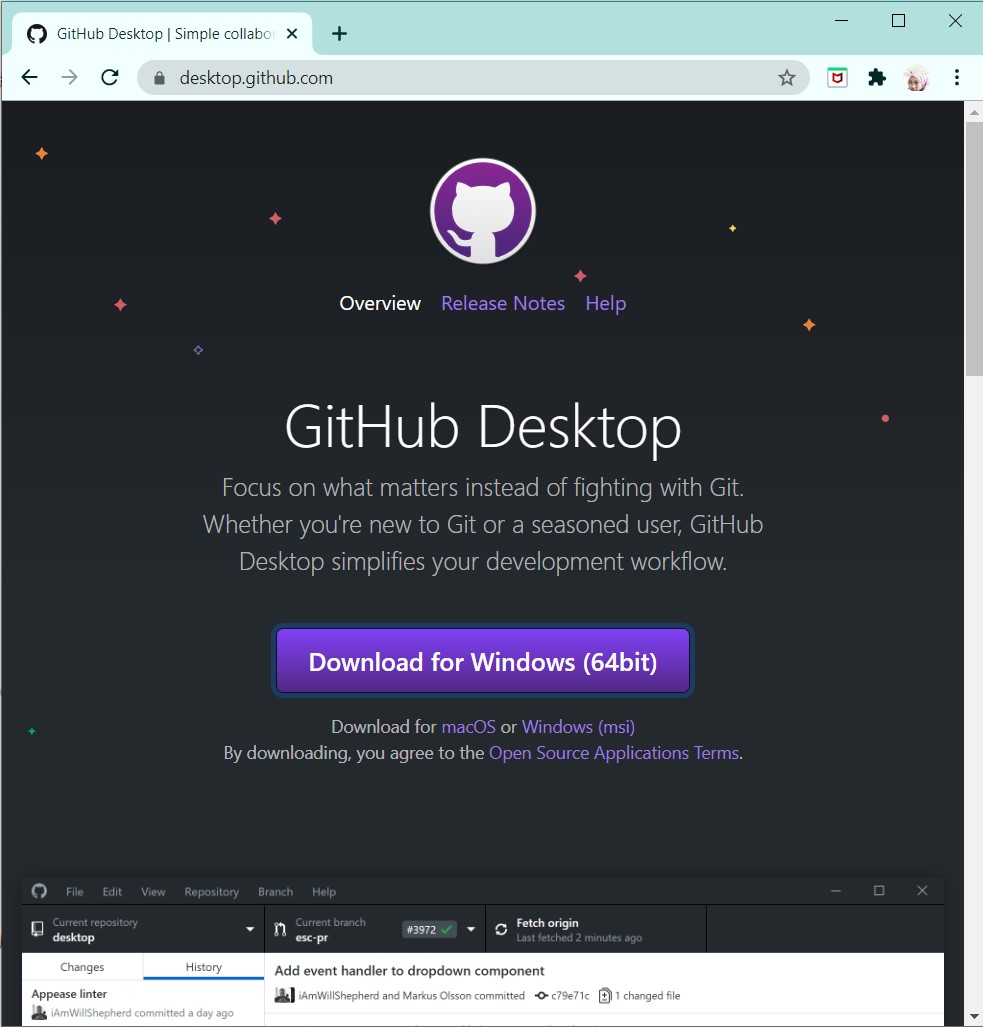 GitHub Desktop | Simple collabo
desktop.github.com
Overview Release Notes Help
GitHub Desktop
Focus on what matters instead of fighting with Git.
Whether you're new to Git or a seasoned user, GitHub
Desktop simplifies your development workflow.
Download for Windows (64bit)
Download for macOS or Windows (msi)
By downloading, you agree to the Open Source Applications Terms.
File Edit View Repository Branch Help
Current repository
desktop
Current branch
esc-pr
#3972
Fetch origin
Last fetched 2 minutes ago
Changes History
Add event handler to dropdown component
iAmWillShepherd and Markus Olsson committed c79e71c 1 changed file
Appease linter
iAmWillShepherd committed a day ago